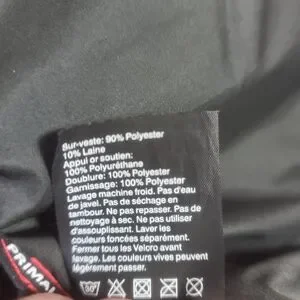 Sur-veste: 90% Polyester
10% Laine
Appui or soutien:
100% Polyuréthane
Doublure: 100% Polyester
Garnissage: 100% Polyester
Lavage machine froid. Pas d'eau
de javel. Pas de séchage en
tambour. Ne pas repasser. Pas de
nettoyage à sec. Ne pas utiliser
d'assouplissant. Laver les
couleurs foncées séparément.
Fermer tous les Velcro avant
lavage. Les couleurs vives peuvent
légèrement passer.
30°
PRIMA